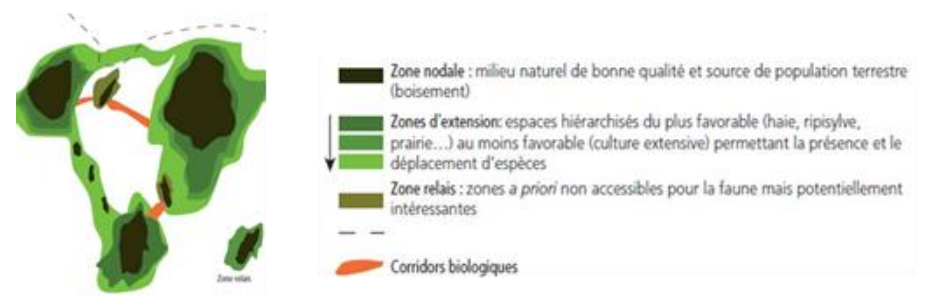 Zone relais
Zone nodale : milieu naturel de bonne qualité et source de population terrestre
(boisement)
Zones d'extension: espaces hiérarchisés du plus favorable (haie, ripisylve,
prairie...) au moins favorable (culture extensive) permettant la présence et le
déplacement d'espèces
Zone relais : zones a priori non accessibles pour la faune mais potentiellement
intéressantes
Corridors biologiques